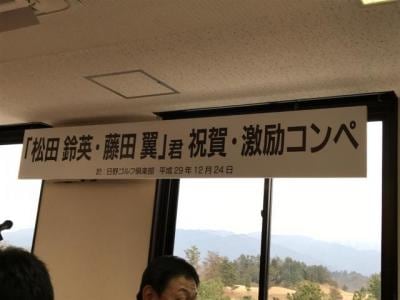 「松田 鈴英・藤田 翼」君 祝賀・激励コンペ
於：日野ゴルフ倶楽部 平成29年12月24日